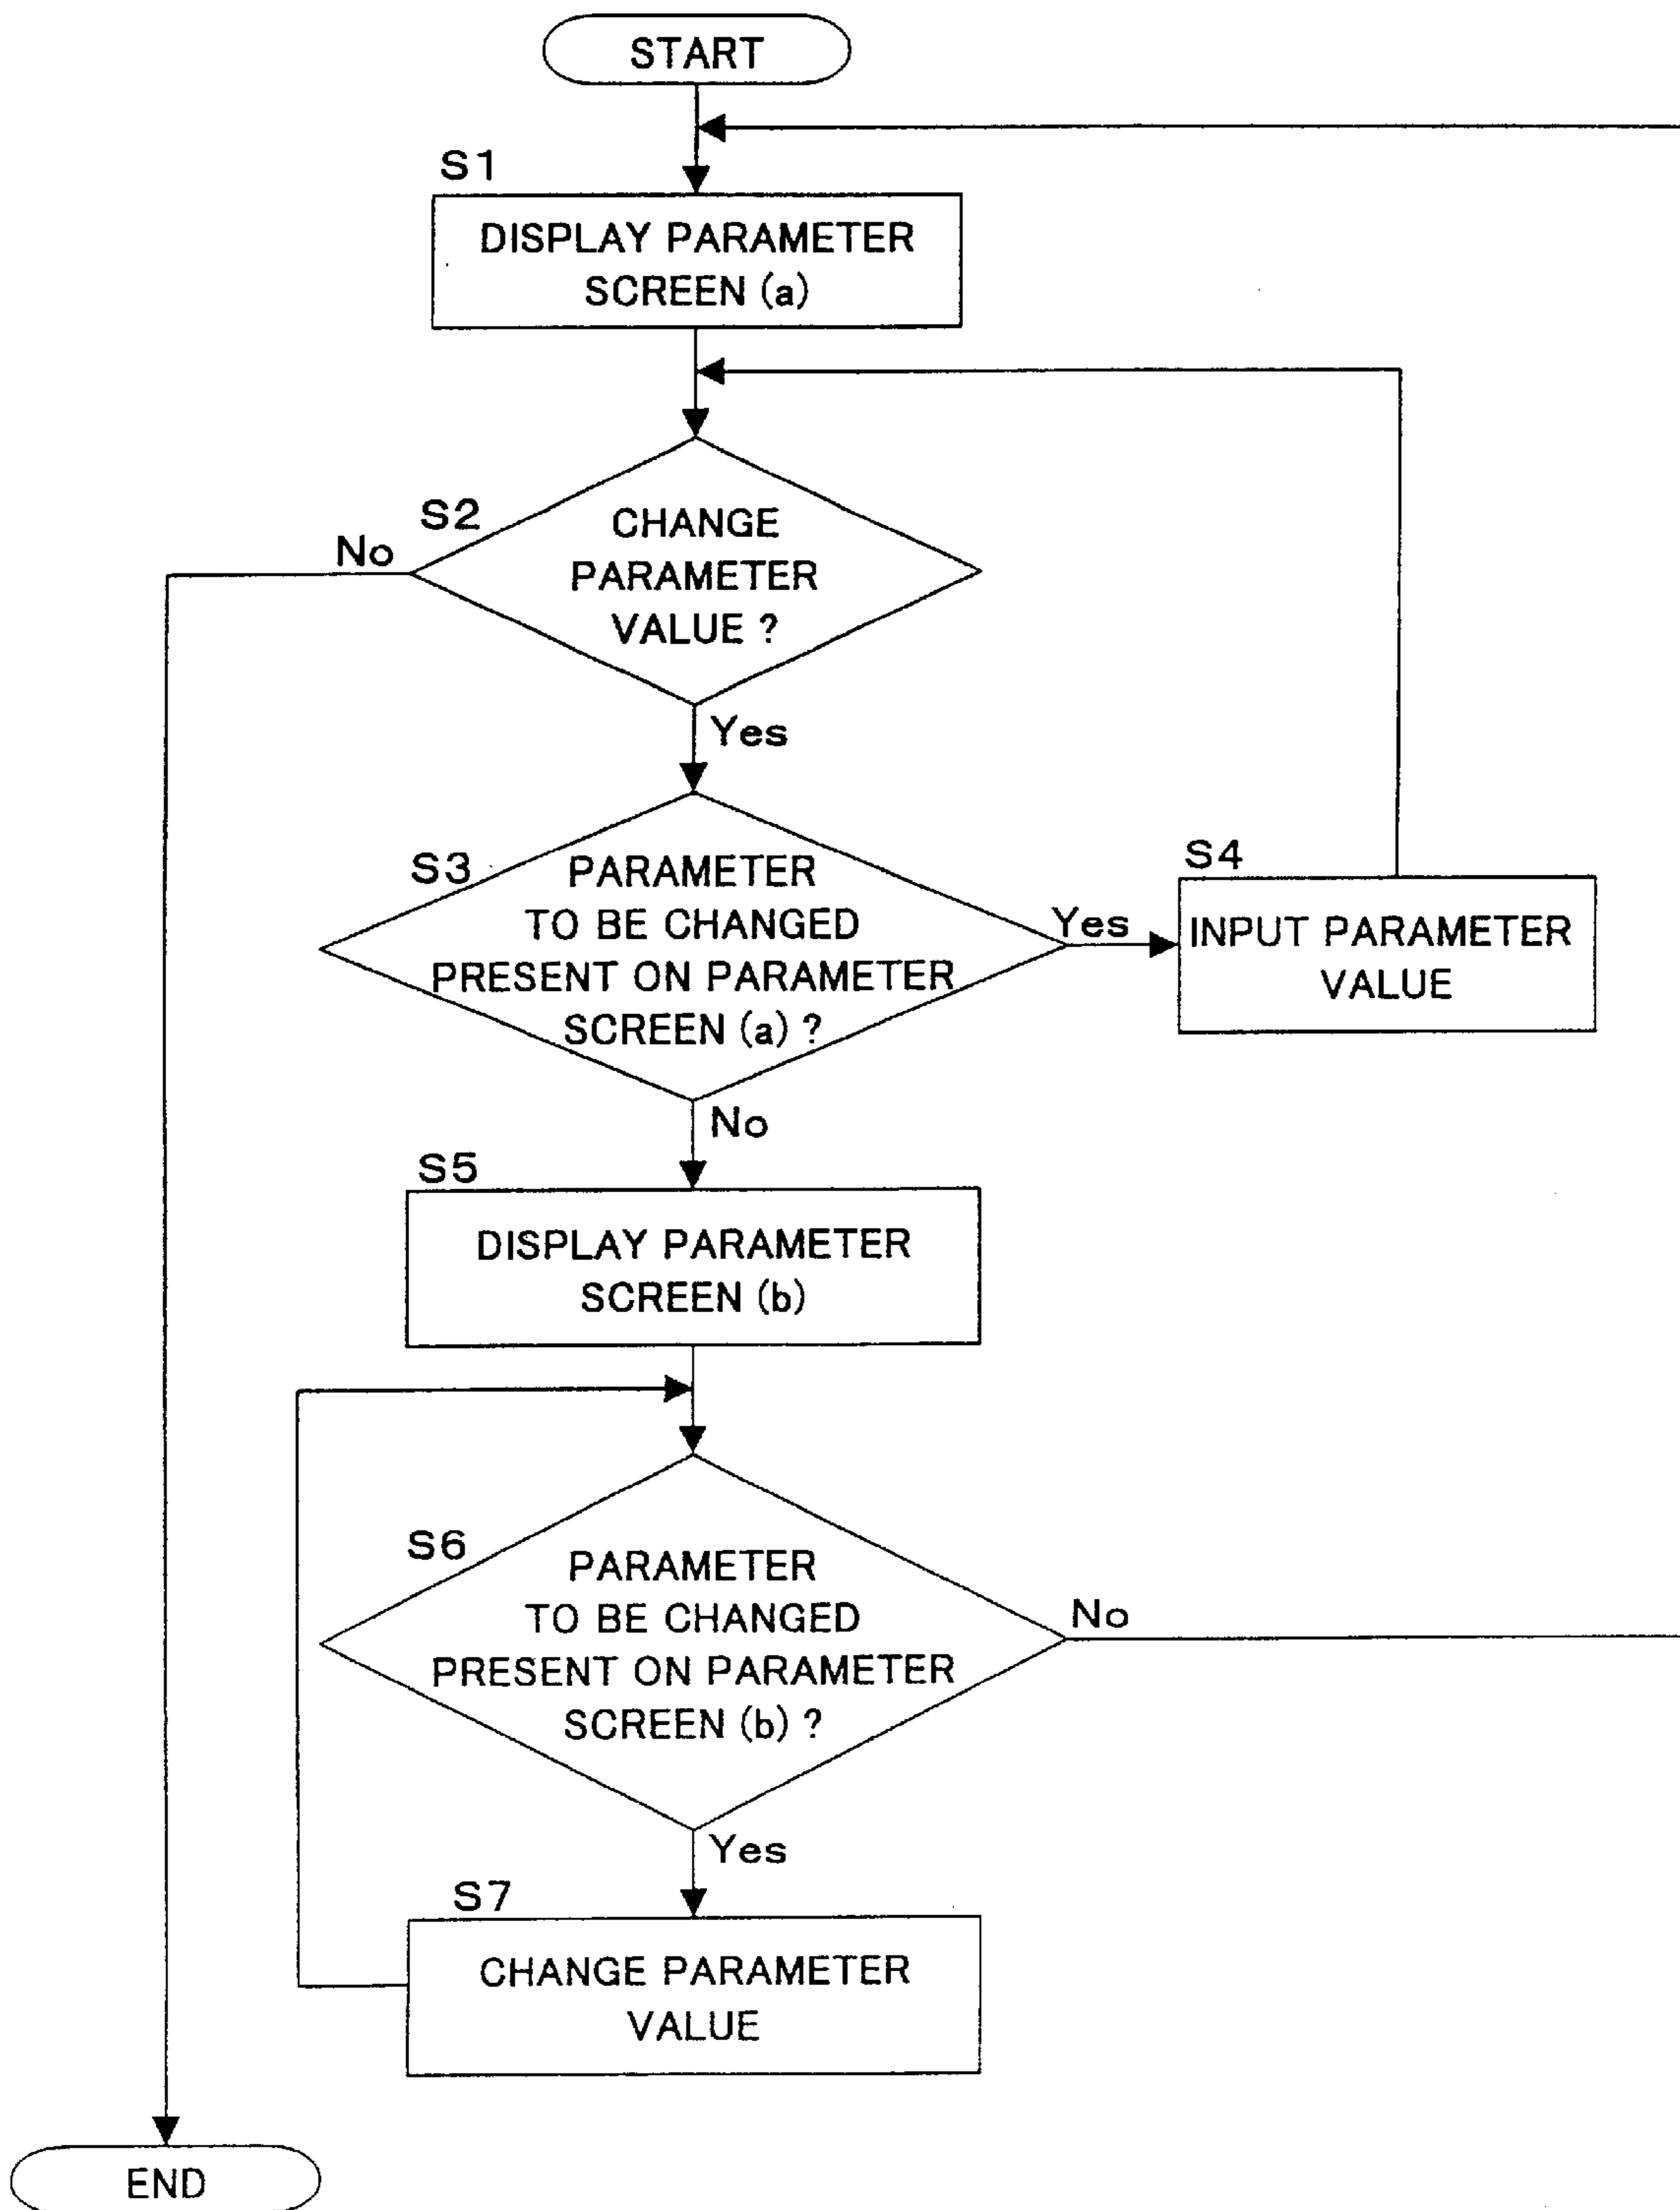 START
S1
DISPLAY PARAMETER
SCREEN (a)
S2
No
CHANGE
PARAMETER
VALUE ?
Yes
S3
PARAMETER
TO BE CHANGED
PRESENT ON PARAMETER
SCREEN (a) ?
Yes
S4
INPUT PARAMETER
VALUE
No
S5
DISPLAY PARAMETER
SCREEN (b)
S6
PARAMETER
TO BE CHANGED
PRESENT ON PARAMETER
SCREEN (b) ?
No
Yes
S7
CHANGE PARAMETER
VALUE
END